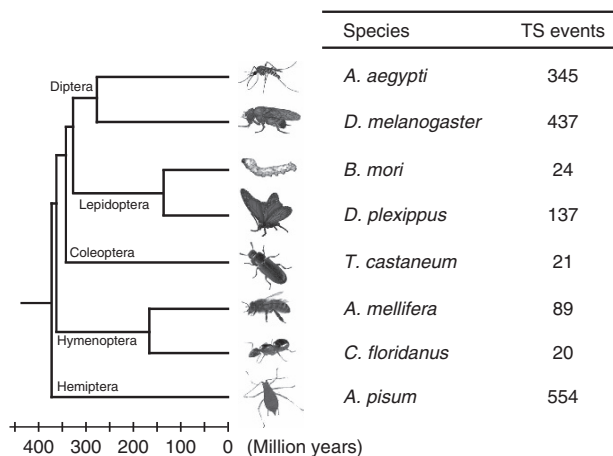 Species TS events
Diptera
A. aegypti 345
D. melanogaster 437
B. mori 24
Lepidoptera
D. plexippus 137
Coleoptera
T. castaneum 21
A. mellifera 89
Hymenoptera
C. floridanus 20
Hemiptera
A. pisum 554
400 300 200 100 0 (Million years)